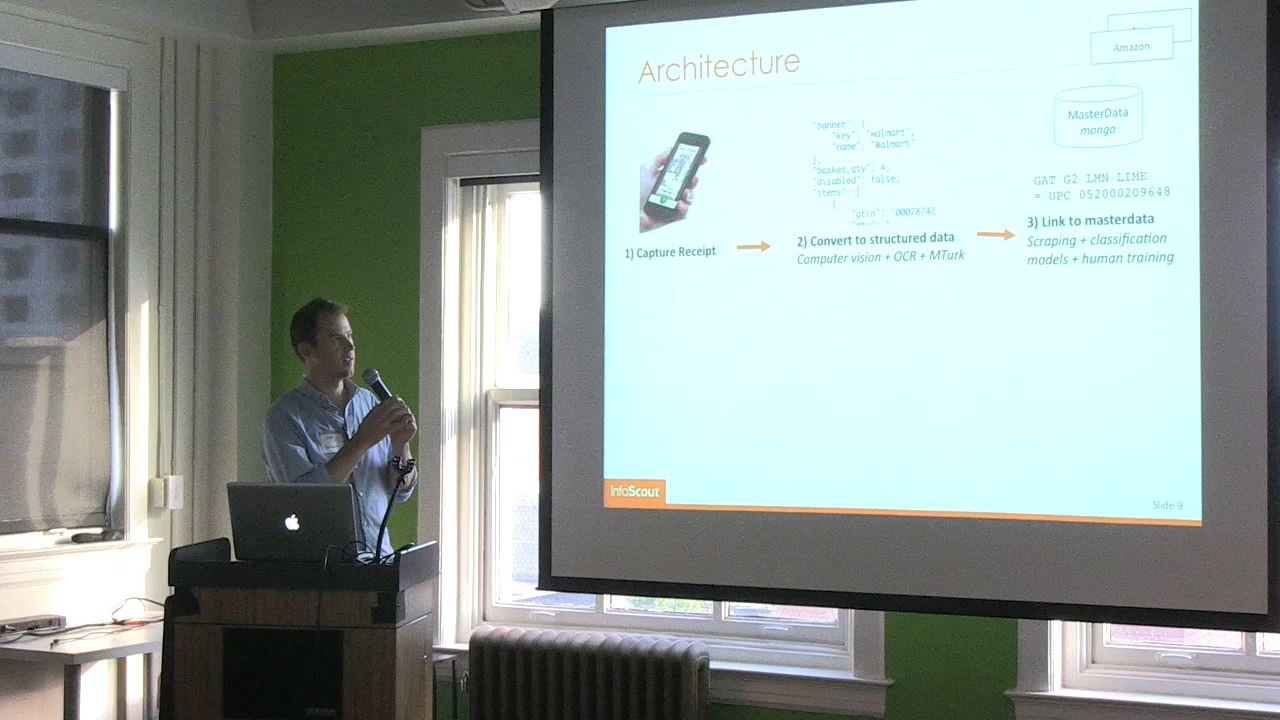 Architecture
Amazon
MasterData
mongo
"banner": {
"key": "walmart",
"name": "Walmart"
},
"basket_qty": 4,
"disabled": false,
"items": [
{
"gtin": "00078742
GAT G2 LMN LIME
= UPC 052000209648
1) Capture Receipt
2) Convert to structured data
Computer vision + OCR + MTurk
3) Link to masterdata
Scraping + classification
models + human training
InfoScout
Slide 9